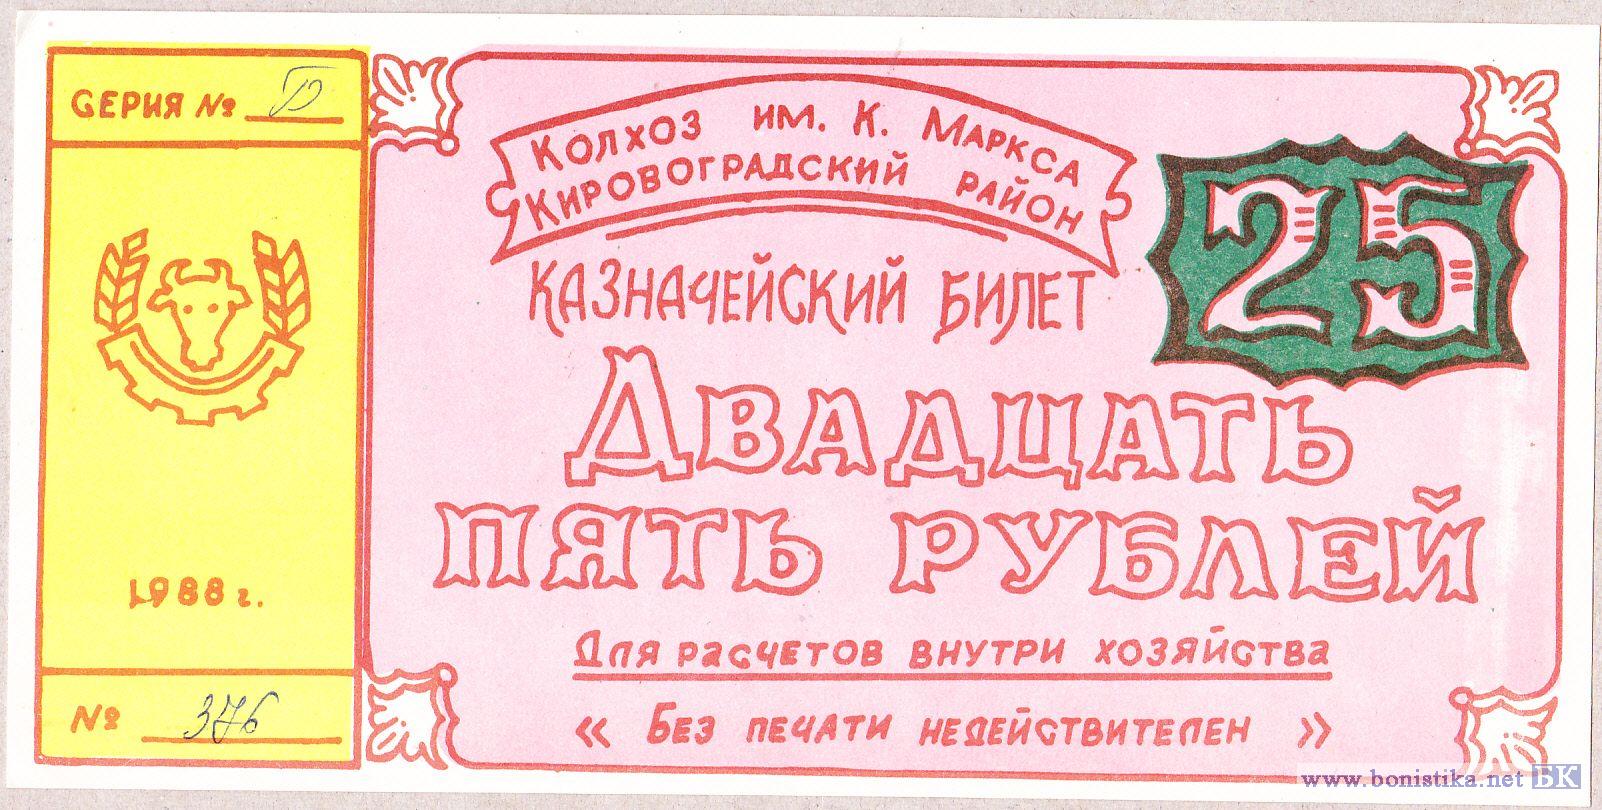 Серия №
1988 г.
№ 376
Колхоз им. К. Маркса
Кировоградский район
Казначейский билет
25
Двадцать
пять рублей
Для расчетов внутри хозяйства
« Без печати недействителен »
www.bonistika.net БК